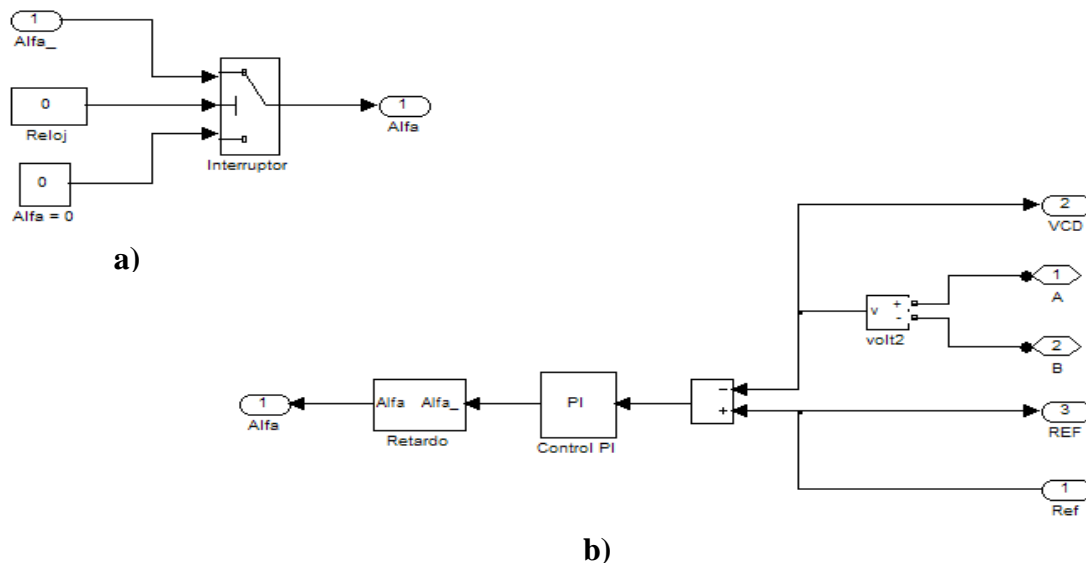 1
Alfa_
0
Reloj
0
Alfa = 0
Interruptor
1
Alfa
a)
2
VCD
1
A
v + -
volt2
2
B
1
Alfa
Alfa Alfa_
Retardo
PI
Control PI
-
+
3
REF
1
Ref
b)